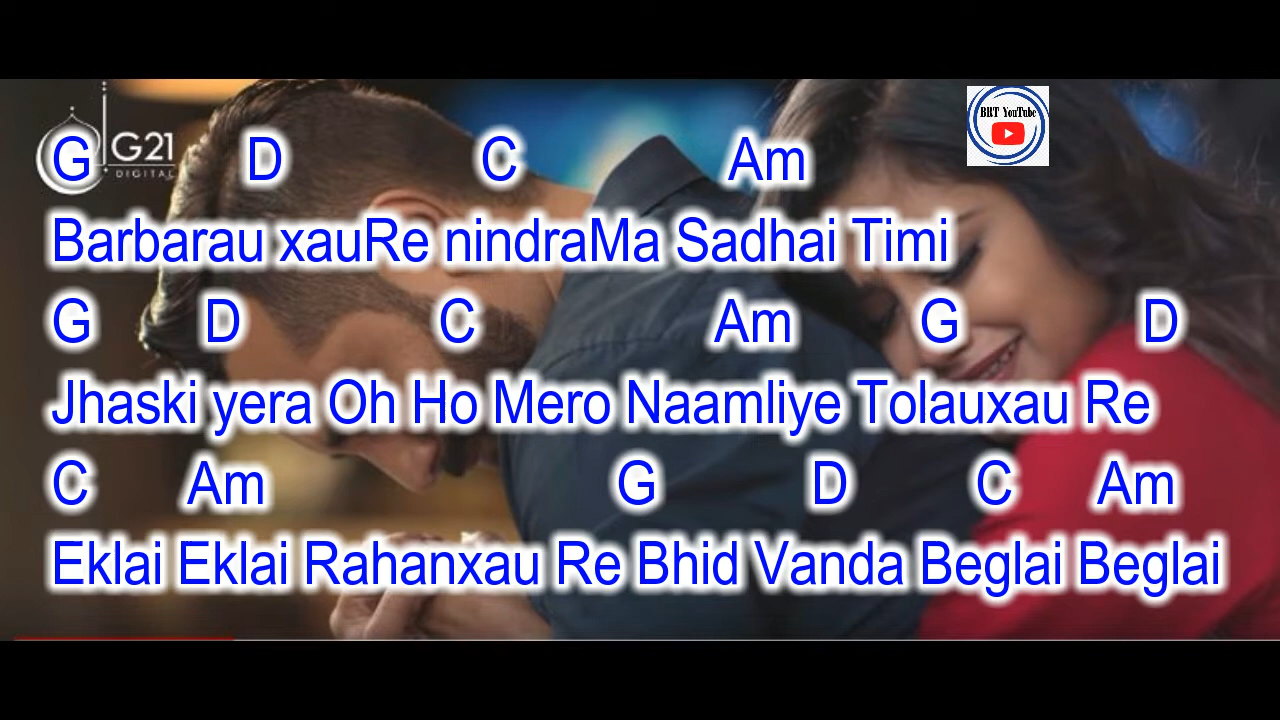 G21
DIGITAL
BRT YouTube
G D C Am
Barbarau xauRe nindraMa Sadhai Timi
G D C Am G D
Jhaski yera Oh Ho Mero Naamliye Tolauxau Re
C Am G D C Am
Eklai Eklai Rahanxau Re Bhid Vanda Beglai Beglai